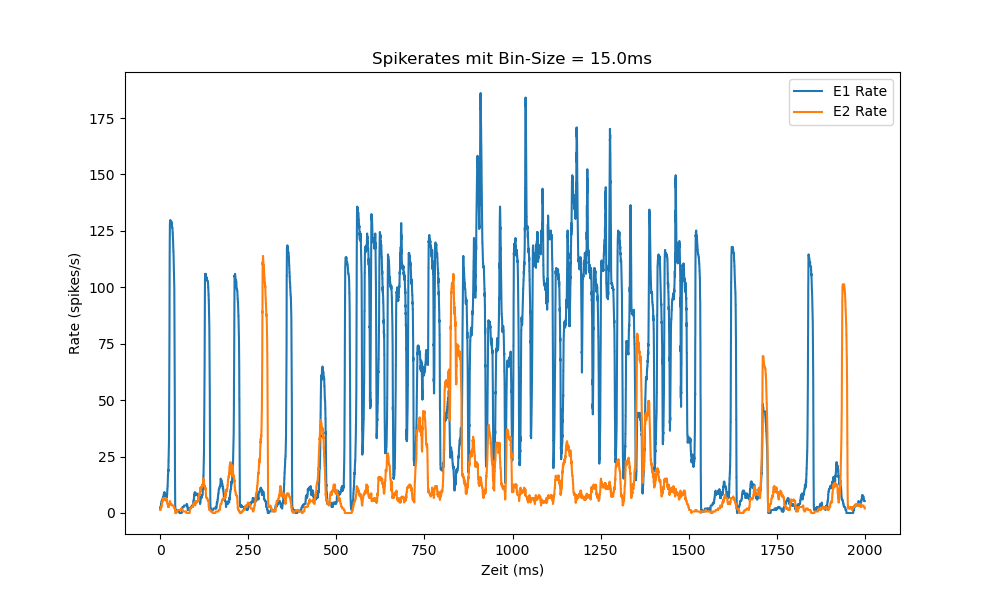 Spikerates mit Bin-Size = 15.0ms
E1 Rate
E2 Rate
175
150
125
100
75
50
25
0
Rate (spikes/s)
0 250 500 750 1000 1250 1500 1750 2000
Zeit (ms)